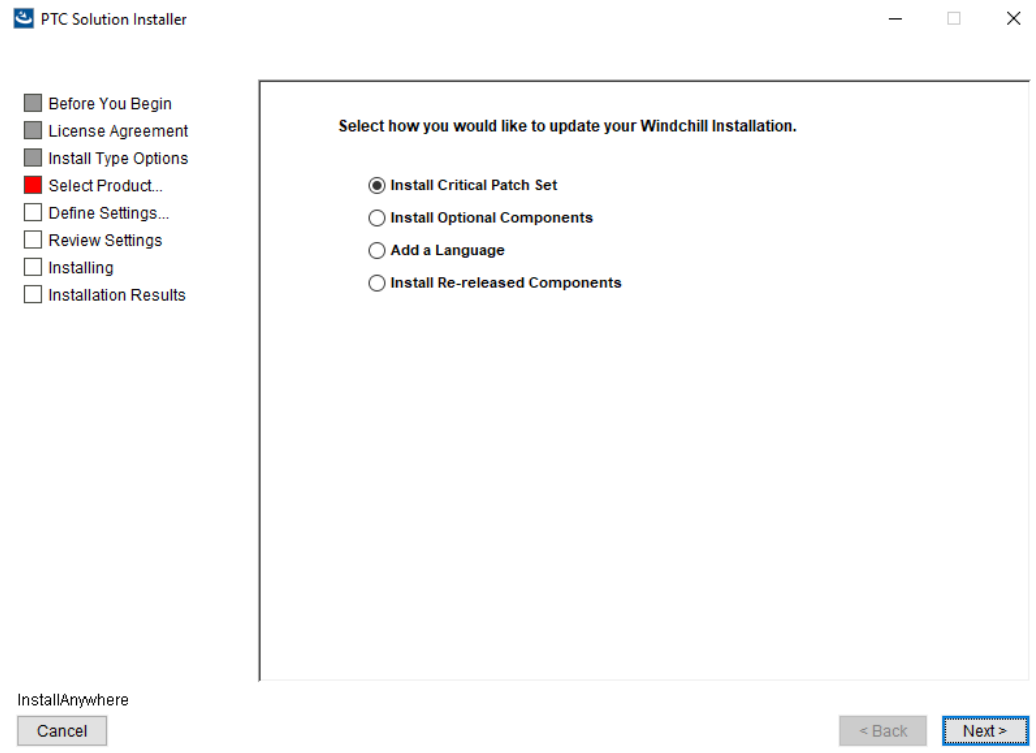 PTC Solution Installer
Before You Begin
License Agreement
Install Type Options
Select Product...
Define Settings...
Review Settings
Installing
Installation Results
Select how you would like to update your Windchill Installation.
Install Critical Patch Set
Install Optional Components
Add a Language
Install Re-released Components
InstallAnywhere
Cancel
< Back
Next >